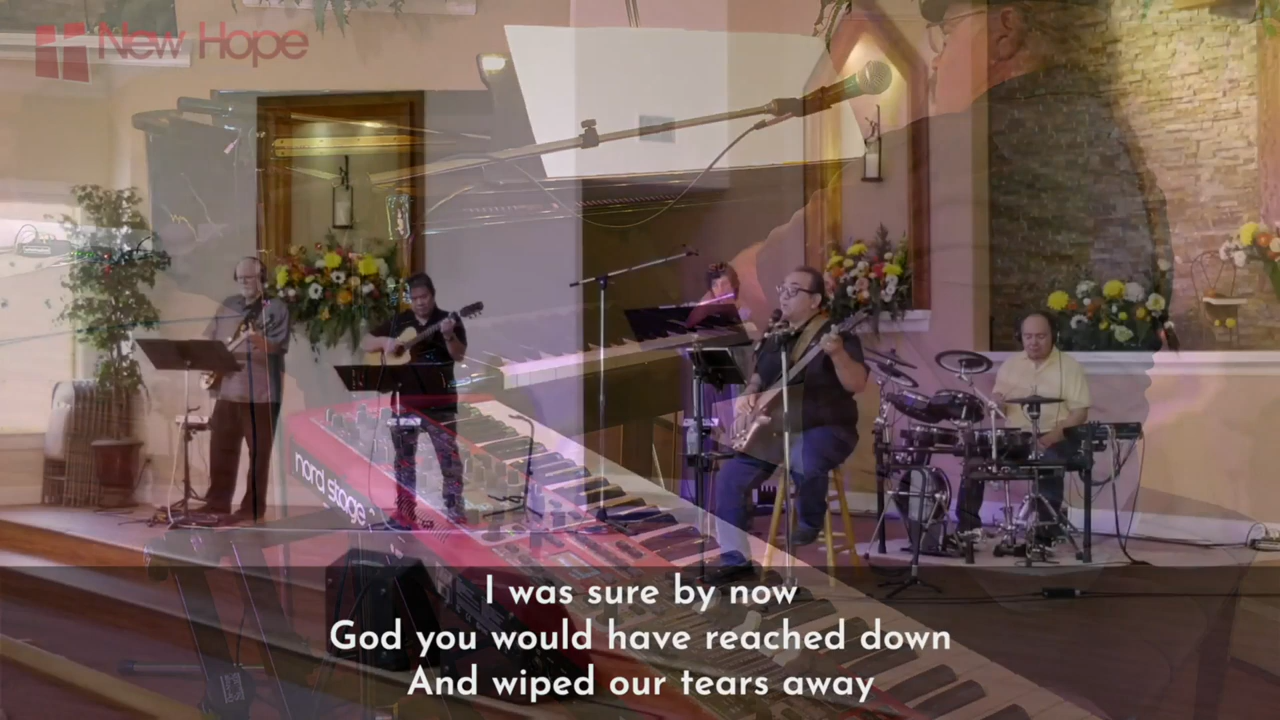 New Hope
nord stage
I was sure by now
God you would have reached down
And wiped our tears away